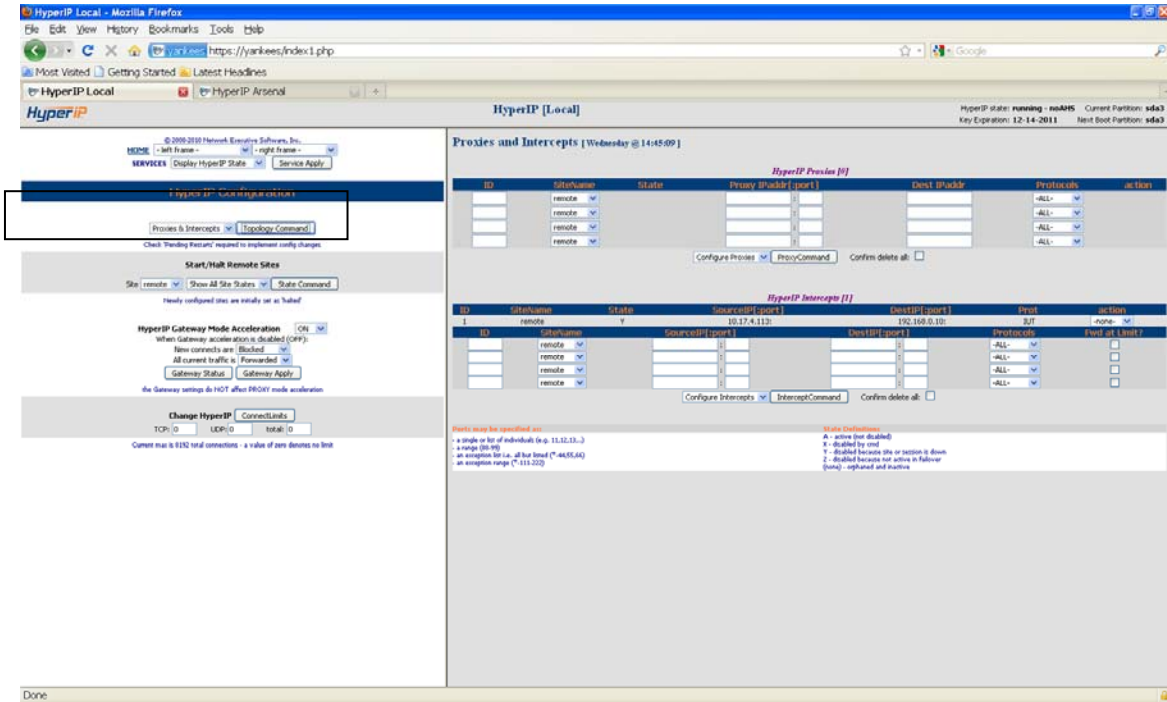 HyperIP Local - Mozilla Firefox
File Edit View History Bookmarks Tools Help
yankees https://yankees/index1.php
Google
Most Visited Getting Started Latest Headlines
HyperIP Local
HyperIP Arsenal
HyperIP
HyperIP [Local]
HyperIP state: running - noAHS Current Partition: sda3
Key Expiration: 12-14-2011 Next Boot Partition: sda3
© 2000-2010 Network Executive Software, Inc.
HOME - left frame - - right frame -
SERVICES Display HyperIP State Service Apply
HyperIP Configuration
Proxies & Intercepts Topology Command
Check 'Pending Restarts' required to implement config changes
Start/Halt Remote Sites
Site remote Show All Site States State Command
Newly configured sites are initially set as 'halted'
HyperIP Gateway Mode Acceleration ON
When Gateway acceleration is disabled (OFF):
New connects are Blocked
All current traffic is Forwarded
Gateway Status Gateway Apply
the Gateway settings do NOT affect PROXY mode acceleration
Change HyperIP ConnectLimits
TCP: 0 UDP: 0 total: 0
Current max is 8192 total connections - a value of zero denotes no limit
Proxies and Intercepts [ Wednesday @ 14:45:09 ]
HyperIP Proxies [0]
ID SiteName State Proxy IPaddr[:port] Dest IPaddr Protocols action
remote : -ALL-
remote : -ALL-
remote : -ALL-
remote : -ALL-
Configure Proxies ProxyCommand Confirm delete all:
HyperIP Intercepts [1]
ID SiteName State SourceIP[:port] DestIP[:port] Prot action
1 remote Y 10.17.4.113: 192.168.0.10: IUT -none-
ID SiteName SourceIP[:port] DestIP[:port] Protocols Fwd at Limit?
remote : : -ALL-
remote : : -ALL-
remote : : -ALL-
remote : : -ALL-
Configure Intercepts InterceptCommand Confirm delete all:
Ports may be specified as:
- a single or list of individuals (e.g. 11,12,13...)
- a range (80-99)
- an exception list i.e. all but listed (*-44,55,66)
- an exception range (*-111-222)
State Definitions
A - active (not disabled)
X - disabled by cmd
Y - disabled because site or session is down
Z - disabled because not active in failover
(none) - orphaned and inactive
Done